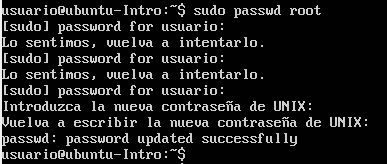 usuario@ubuntu-Intro:~$ sudo passwd root
[sudo] password for usuario:
Lo sentimos, vuelva a intentarlo.
[sudo] password for usuario:
Lo sentimos, vuelva a intentarlo.
[sudo] password for usuario:
Introduzca la nueva contraseña de UNIX:
Vuelva a escribir la nueva contraseña de UNIX:
passwd: password updated successfully
usuario@ubuntu-Intro:~$